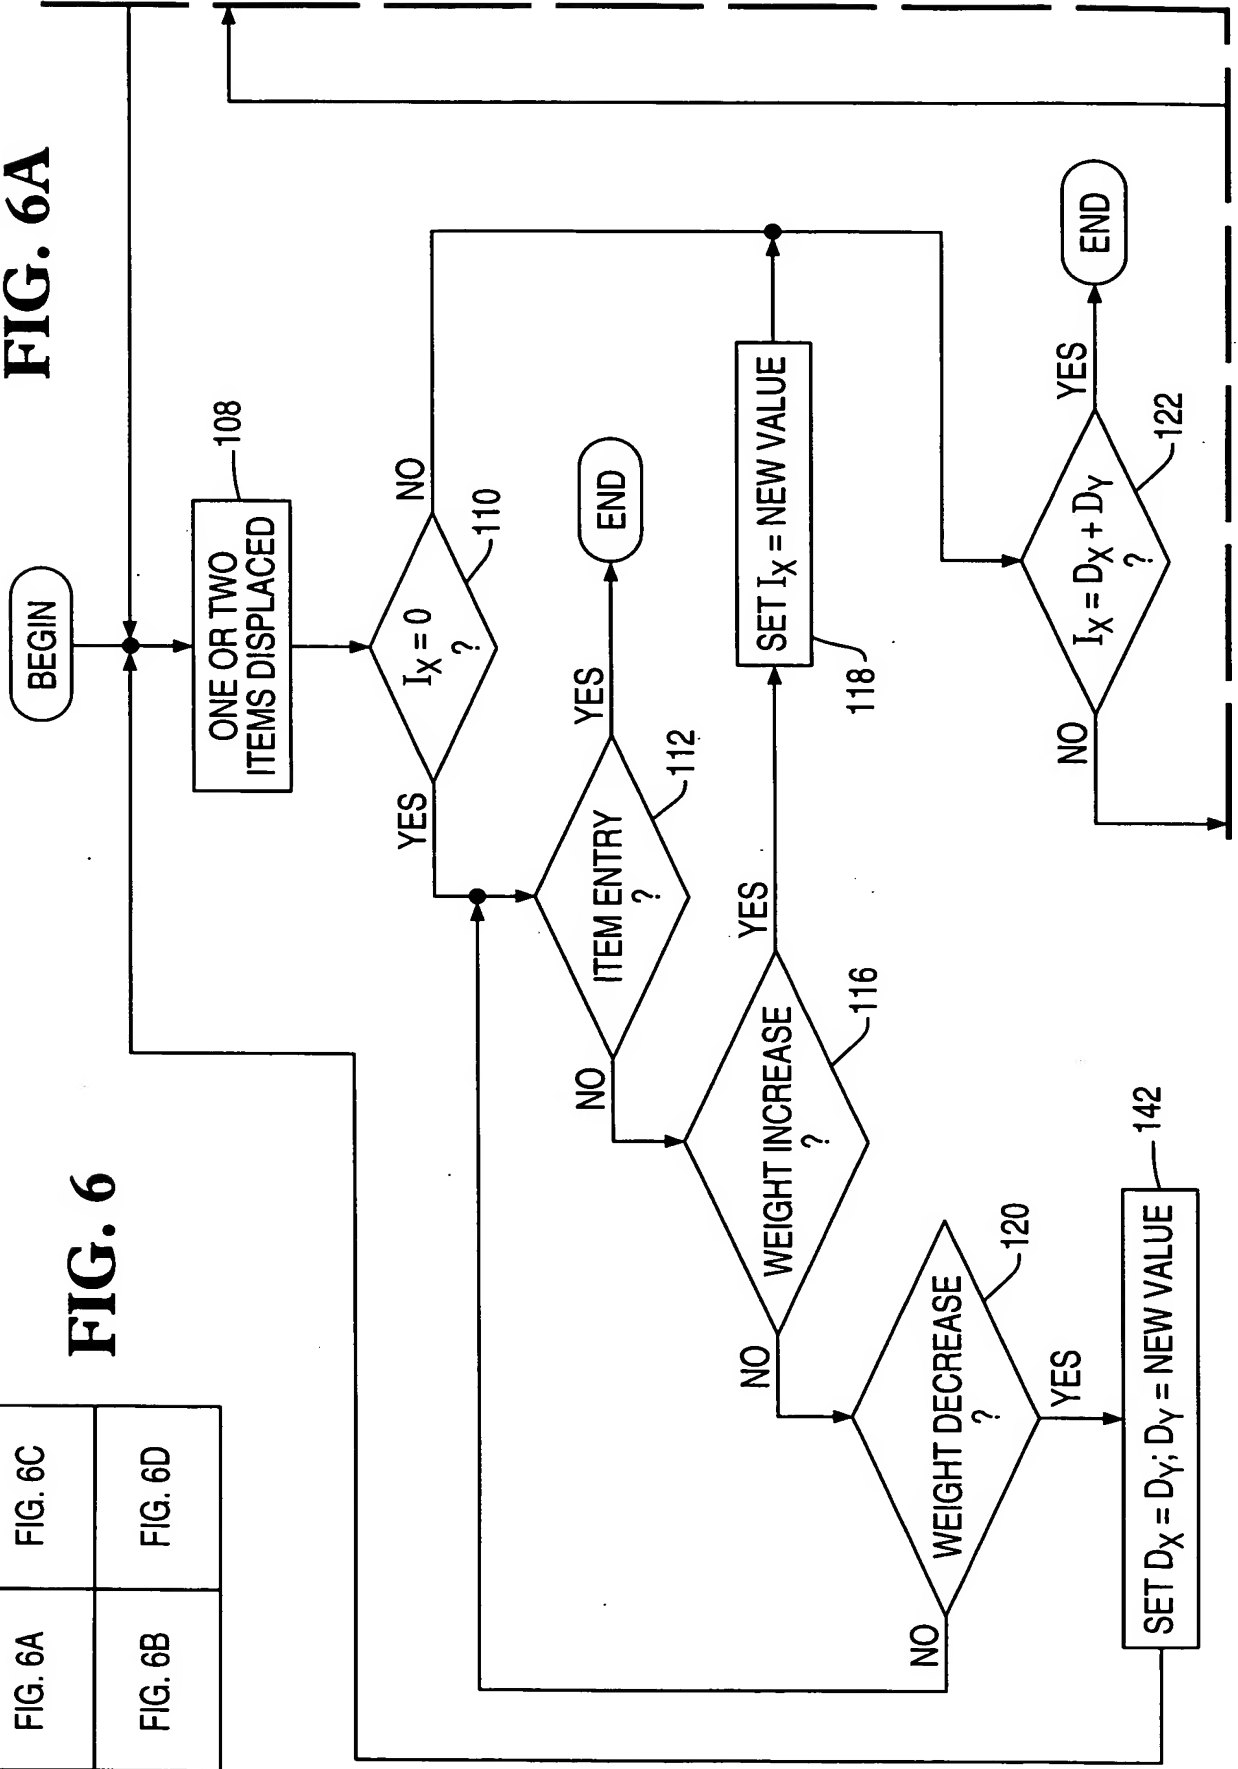 FIG. 6A
FIG. 6C
FIG. 6B
FIG. 6D
FIG. 6
FIG. 6A
BEGIN
ONE OR TWO
ITEMS DISPLACED
108
I_X = 0
?
110
YES
NO
ITEM ENTRY
?
112
YES
END
NO
WEIGHT INCREASE
?
116
YES
SET I_X = NEW VALUE
118
NO
WEIGHT DECREASE
?
120
NO
YES
SET D_X = D_Y; D_Y = NEW VALUE
142
I_X = D_X + D_Y
?
122
YES
END
NO